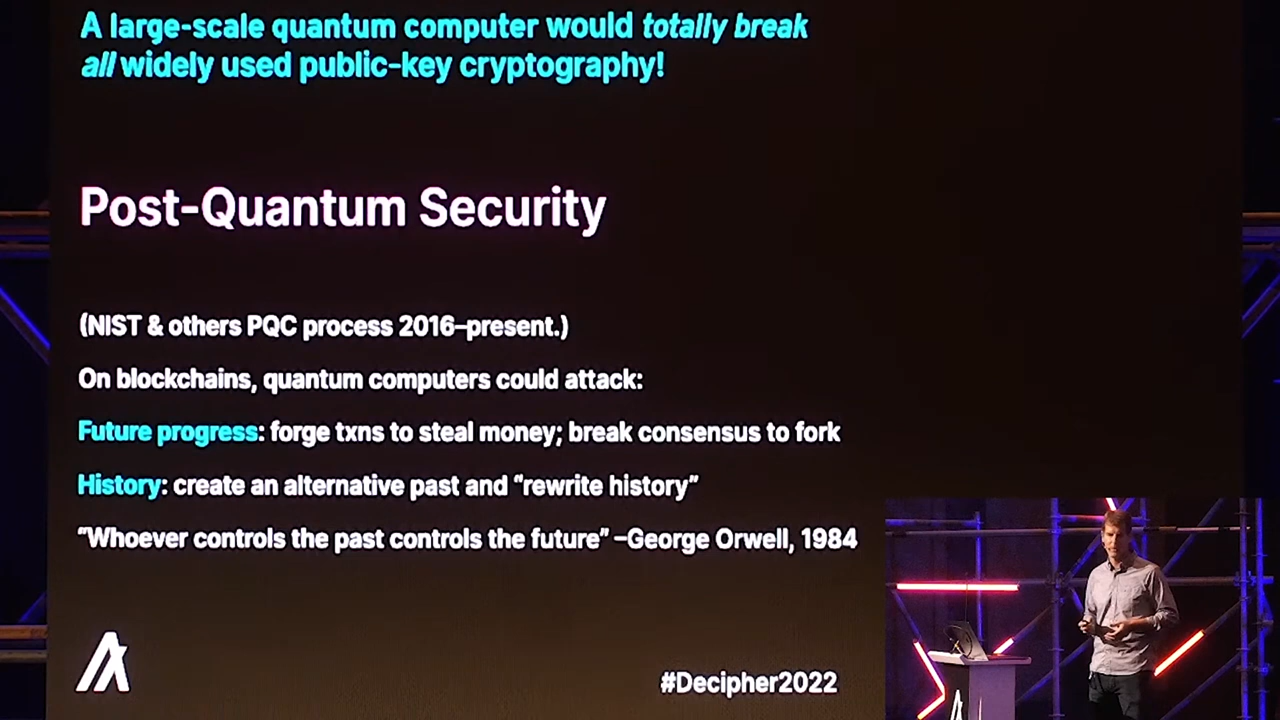 A large-scale quantum computer would totally break
all widely used public-key cryptography!
Post-Quantum Security
(NIST & others PQC process 2016–present.)
On blockchains, quantum computers could attack:
Future progress: forge txns to steal money; break consensus to fork
History: create an alternative past and “rewrite history”
“Whoever controls the past controls the future” –George Orwell, 1984
#Decipher2022